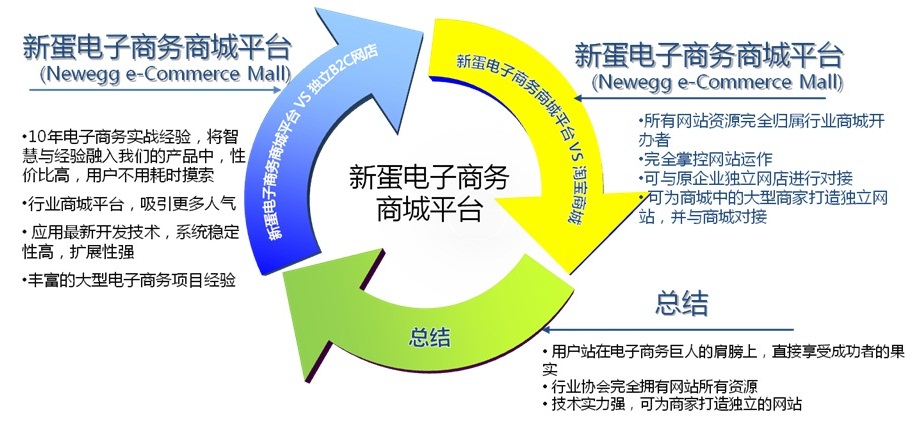 新蛋电子商务商城平台
(Newegg e-Commerce Mall)
•10年电子商务实战经验，将智
慧与经验融入我们的产品中，性
价比高，用户不用耗时摸索
•行业商城平台，吸引更多人气
• 应用最新开发技术，系统稳定
性高，扩展性强
•丰富的大型电子商务项目经验
新蛋电子商务商城平台 VS 独立B2C网店
新蛋电子商务商城平台 VS 淘宝商城
新蛋电子商务
商城平台
总结
新蛋电子商务商城平台
(Newegg e-Commerce Mall)
•所有网站资源完全归属行业商城开
办者
•完全掌控网站运作
•可与原企业独立网店进行对接
•可为商城中的大型商家打造独立网
站，并与商城对接
总结
• 用户站在电子商务巨人的肩膀上，直接享受成功者的果
实
• 行业协会完全拥有网站所有资源
• 技术实力强，可为商家打造独立的网站